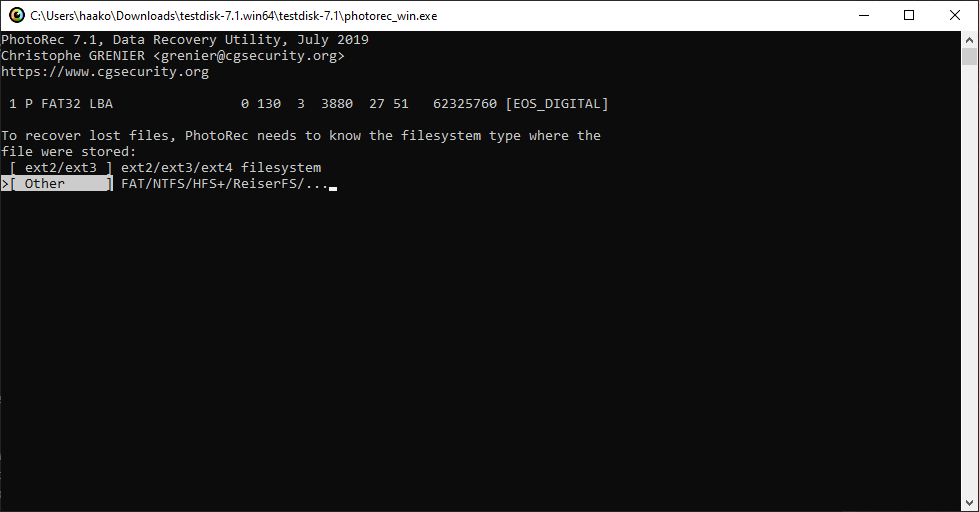 C:\Users\haako\Downloads\testdisk-7.1.win64\testdisk-7.1\photorec_win.exe
PhotoRec 7.1, Data Recovery Utility, July 2019
Christophe GRENIER <grenier@cgsecurity.org>
https://www.cgsecurity.org
 1 P FAT32 LBA                0 130  3  3880  27 51   62325760 [EOS_DIGITAL]
To recover lost files, PhotoRec needs to know the filesystem type where the
file were stored:
 [ ext2/ext3 ] ext2/ext3/ext4 filesystem
>[ Other     ] FAT/NTFS/HFS+/ReiserFS/...